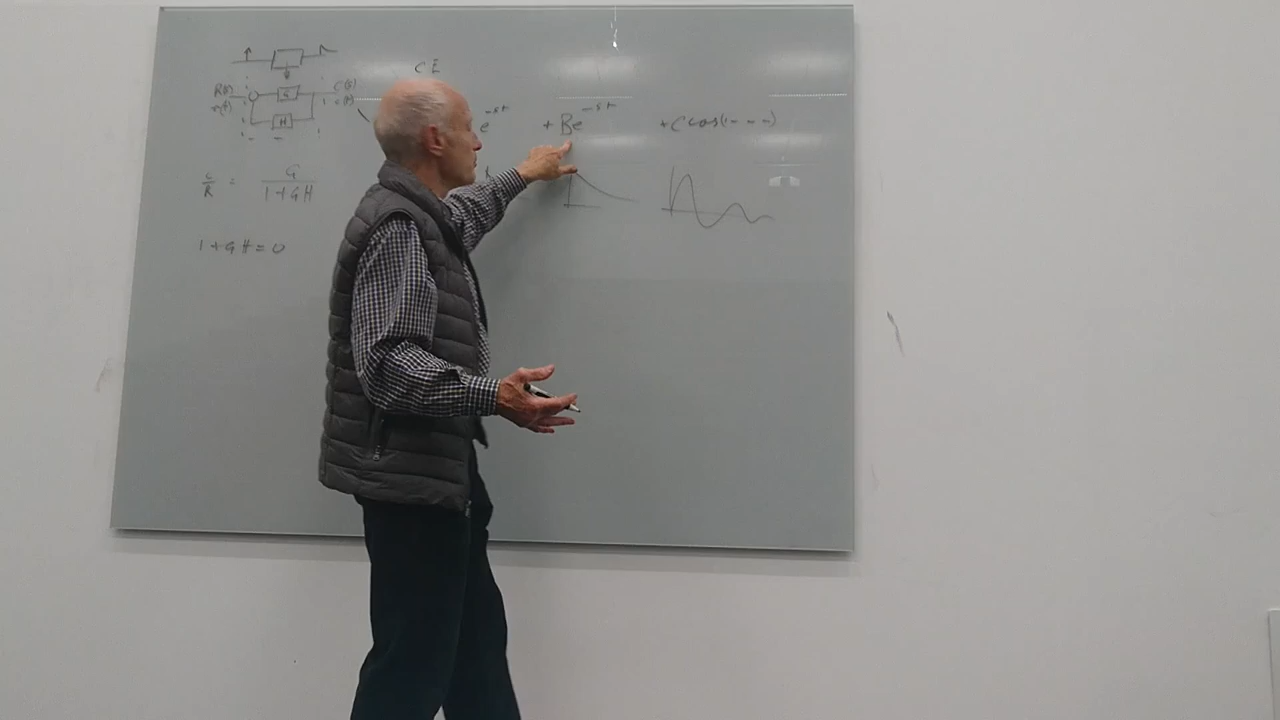 CE
R(s) G C(s)
r(t) c(t)
H
e^-st + Be^-st + C cos(- - -)
C/R = G/1+GH
1+GH=0